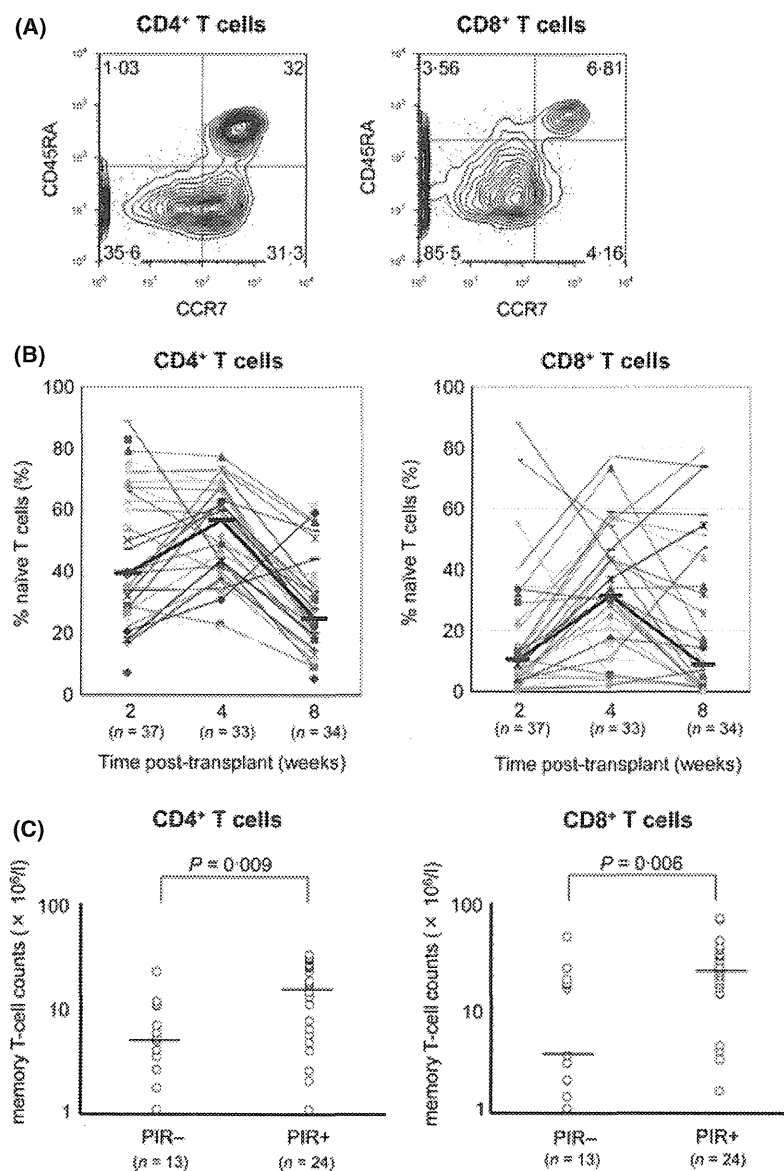 (A)
CD4⁺ T cells
CD8⁺ T cells
1·03
32
35·6
31·3
CD45RA
CCR7
3·56
6·81
85·5
4·16
CD45RA
CCR7
(B)
CD4⁺ T cells
CD8⁺ T cells
% naïve T cells (%)
100
80
60
40
20
0
2
4
8
(n = 37)
(n = 33)
(n = 34)
Time post-transplant (weeks)
% naïve T cells (%)
100
80
60
40
20
0
2
4
8
(n = 37)
(n = 33)
(n = 34)
Time post-transplant (weeks)
(C)
CD4⁺ T cells
CD8⁺ T cells
P = 0·009
memory T-cell counts ( × 10⁶/l)
100
10
1
PIR–
PIR+
(n = 13)
(n = 24)
P = 0·006
memory T-cell counts ( × 10⁶/l)
100
10
1
PIR–
PIR+
(n = 13)
(n = 24)